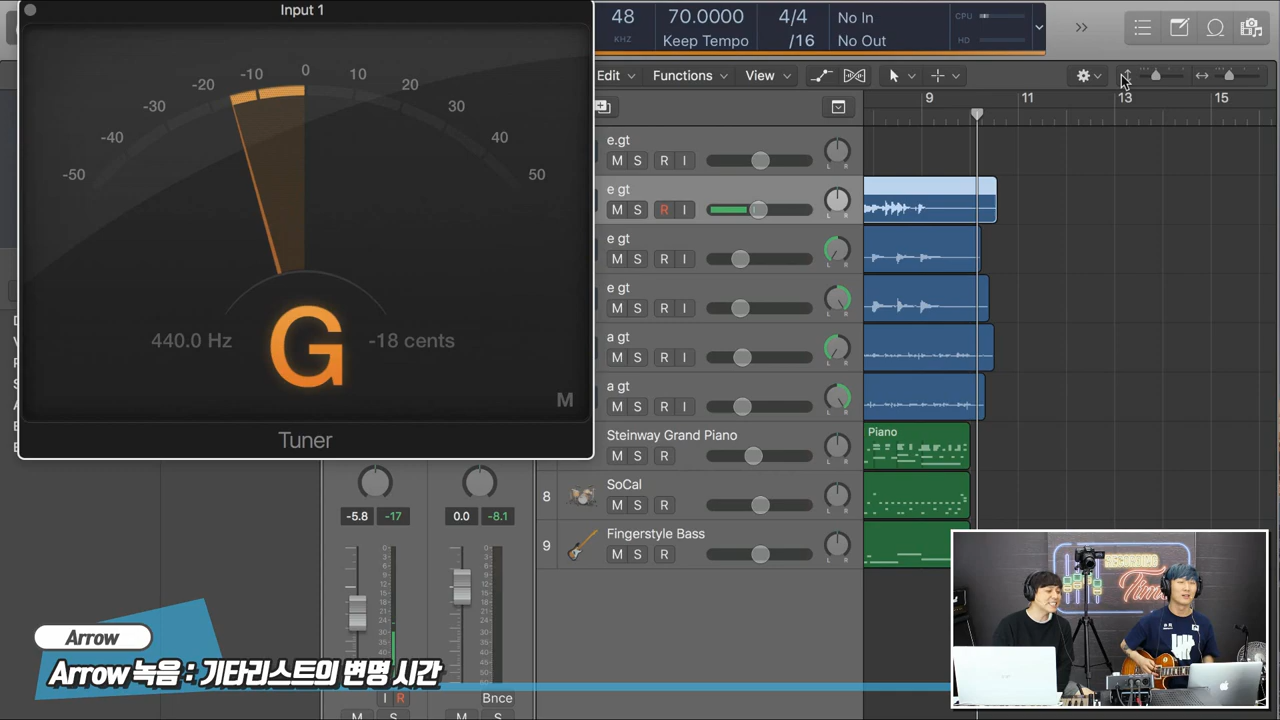 Input 1
-50
-40
-30
-20
-10
0
10
20
30
40
50
440.0 Hz
G
-18 cents
M
Tuner
48
KHZ
70.0000
Keep Tempo
4/4
/16
No In
No Out
CPU
HD
Edit
Functions
View
9
11
13
15
e.gt
M S R I
L R
e gt
M S R I
L R
e gt
M S R I
L R
e gt
M S R I
L R
a gt
M S R I
L R
a gt
M S R I
L R
Steinway Grand Piano
M S R
L R
Piano
8
SoCal
M S R
L R
9
Fingerstyle Bass
M S R
L R
-5.8
-17
0.0
-8.1
I R
Bnce
M S
M S
RECORDING
Time
Arrow
Arrow 녹음 : 기타리스트의 변명 시간